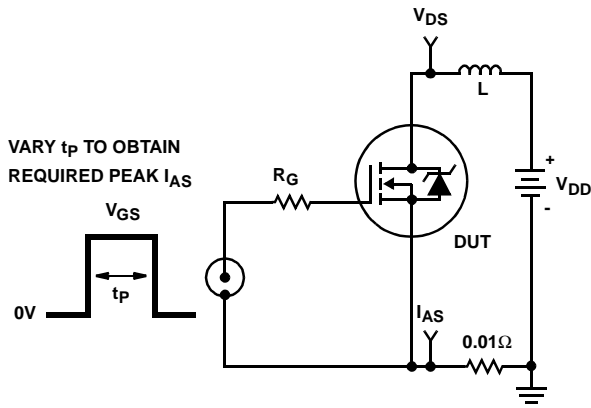 VDS
L
VARY tP TO OBTAIN
REQUIRED PEAK IAS
RG
+
VDD
-
VGS
DUT
tP
0V
IAS
0.01Ω